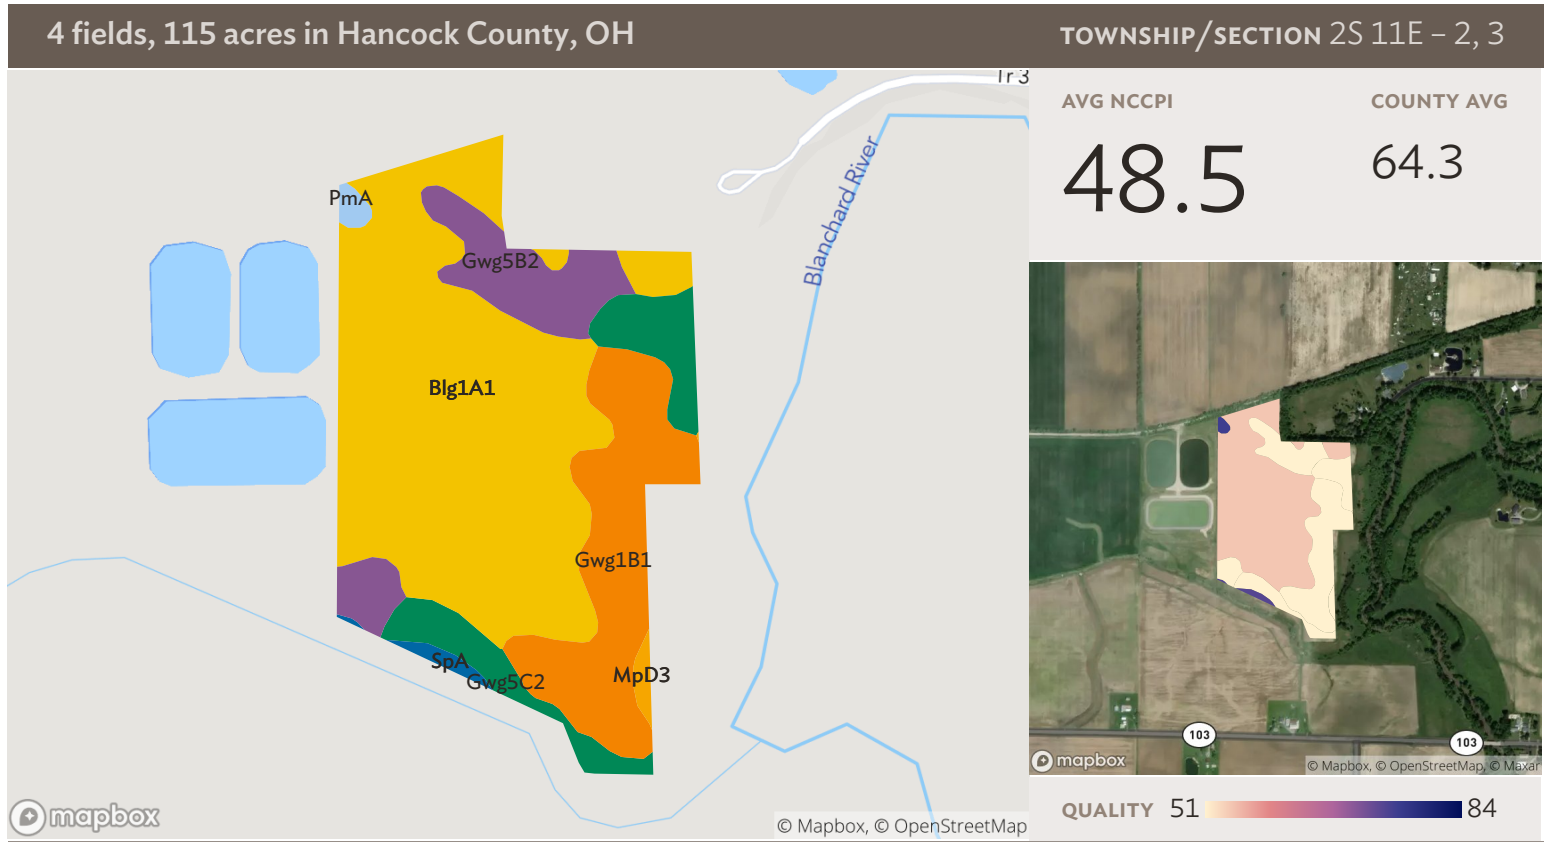 4 fields, 115 acres in Hancock County, OH
TOWNSHIP/SECTION 2S 11E – 2, 3
AVG NCCPI
48.5
COUNTY AVG
64.3
Tr 3
Blanchard River
PmA
Gwg5B2
Blg1A1
Gwg1B1
SpA
Gwg5C2
MpD3
mapbox
© Mapbox, © OpenStreetMap
103
103
mapbox
© Mapbox, © OpenStreetMap, © Maxar
QUALITY 51 84